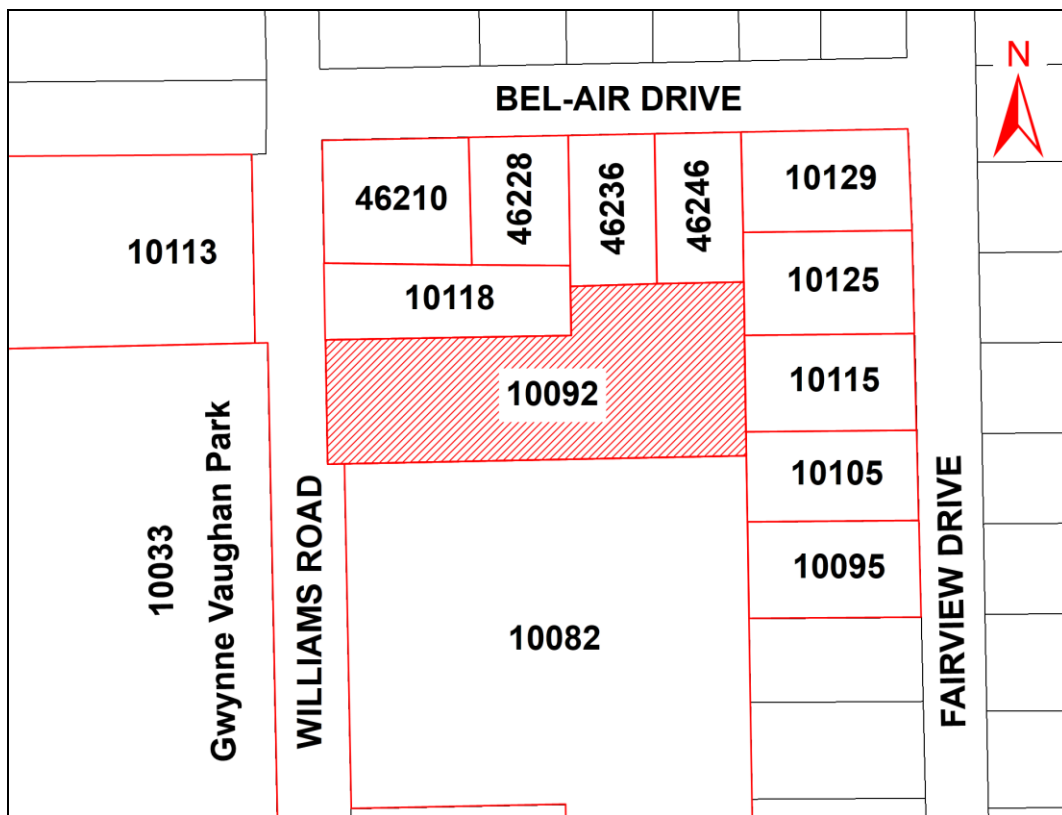 N
BEL-AIR DRIVE
46210
46228
46236
46246
10129
10113
10118
10125
10092
10115
Gwynne Vaughan Park
10033
WILLIAMS ROAD
10082
10105
10095
FAIRVIEW DRIVE